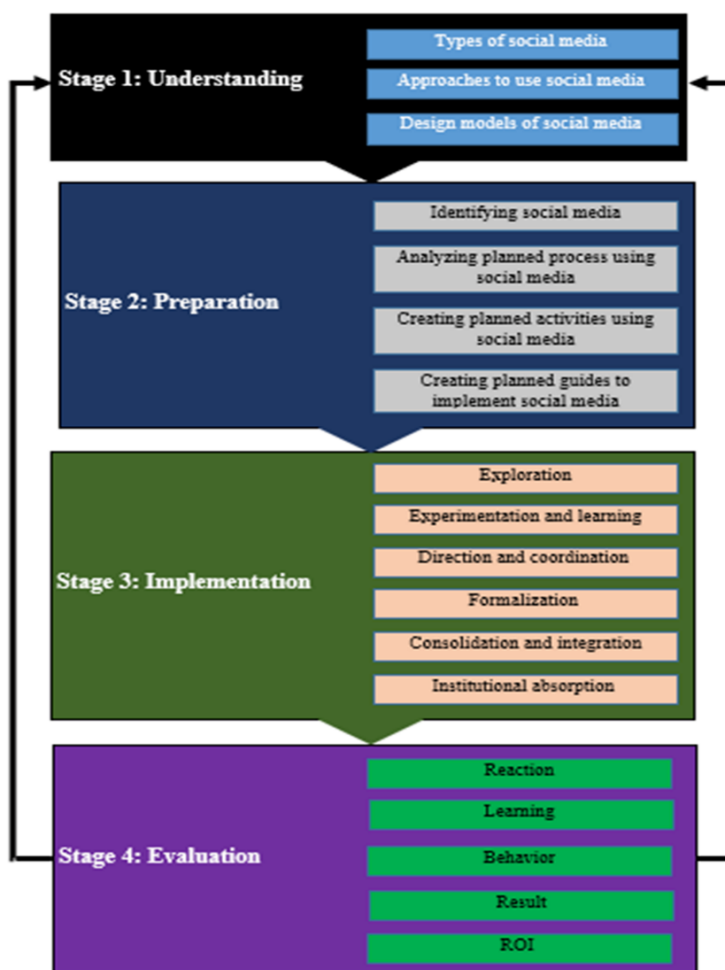 Types of social media
Stage 1: Understanding
Approaches to use social media
Design models of social media
Identifying social media
Analyzing planned process using
social media
Stage 2: Preparation
Creating planned activities using
social media
Creating planned guides to
implement social media
Exploration
Experimentation and learning
Direction and coordination
Stage 3: Implementation
Formalization
Consolidation and integration
Institutional absorption
Reaction
Learning
Stage 4: Evaluation
Behavior
Result
ROI